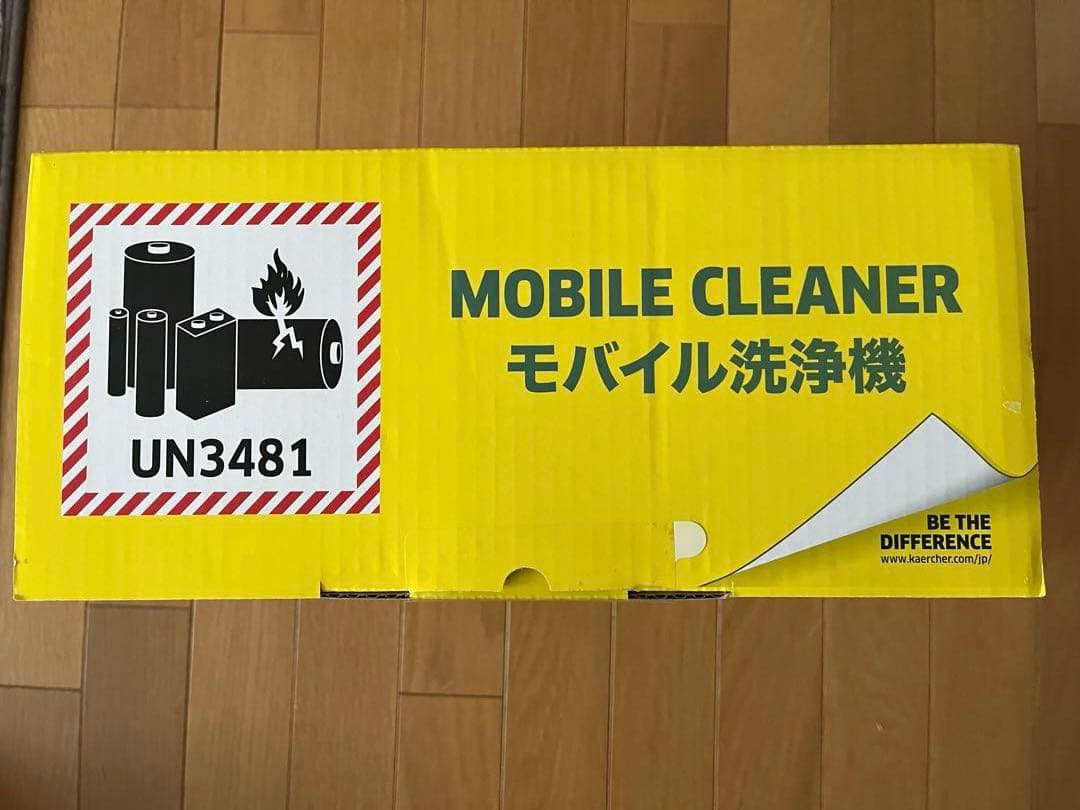 UN3481
MOBILE CLEANER
モバイル洗浄機
BE THE
DIFFERENCE
www.kaercher.com/jp/